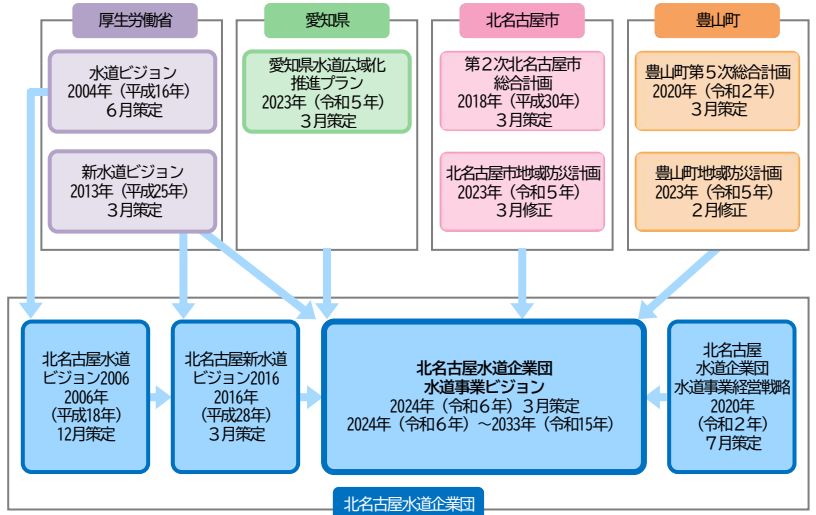 厚生労働省
水道ビジョン
2004年（平成16年）
６月策定
新水道ビジョン
2013年（平成25年）
３月策定
愛知県
愛知県水道広域化
推進プラン
2023年（令和５年）
３月策定
北名古屋市
第２次北名古屋市
総合計画
2018年（平成30年）
３月策定
北名古屋市地域防災計画
2023年（令和５年）
３月修正
豊山町
豊山町第５次総合計画
2020年（令和２年）
３月策定
豊山町地域防災計画
2023年（令和５年）
２月修正
北名古屋水道
ビジョン2006
2006年
（平成18年）
12月策定
北名古屋新水道
ビジョン2016
2016年
（平成28年）
３月策定
北名古屋水道企業団
水道事業ビジョン
2024年（令和６年）３月策定
2024年（令和６年）～2033年（令和15年）
北名古屋
水道企業団
水道事業経営戦略
2020年
（令和２年）
７月策定
北名古屋水道企業団